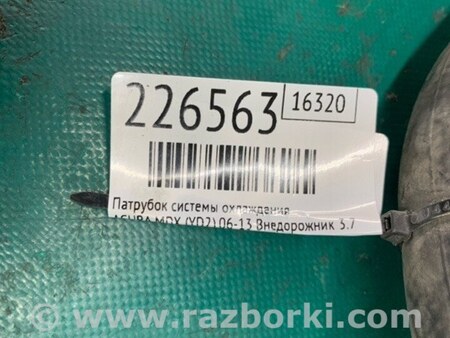 226563
16320
Патрубок системы охлаждения
ACURA MDX (YD2) 06-13 Внедорожник 3.7
www.razborki.com